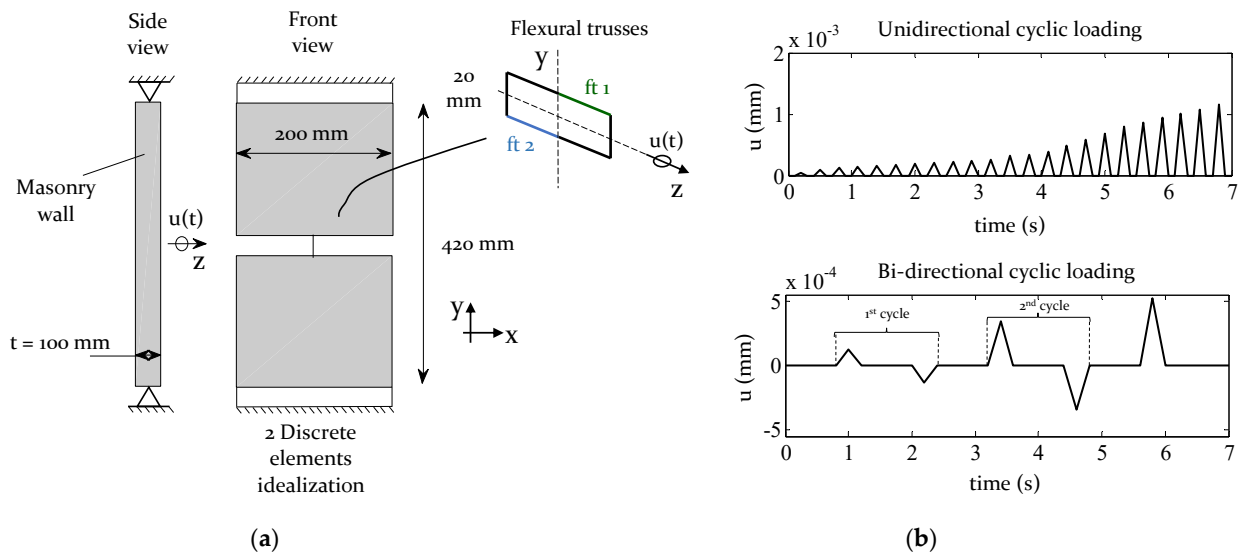 Side
view
Front
view
Flexural trusses
y
20
mm
ft 1
ft 2
u(t)
z
200 mm
Masonry
wall
u(t)
z
420 mm
y
x
t = 100 mm
2 Discrete
elements
idealization
(a)
Unidirectional cyclic loading
x 10-3
2
1
0
u (mm)
0 1 2 3 4 5 6 7
time (s)
Bi-directional cyclic loading
x 10-4
5
0
-5
u (mm)
1st cycle
2nd cycle
0 1 2 3 4 5 6 7
time (s)
(b)